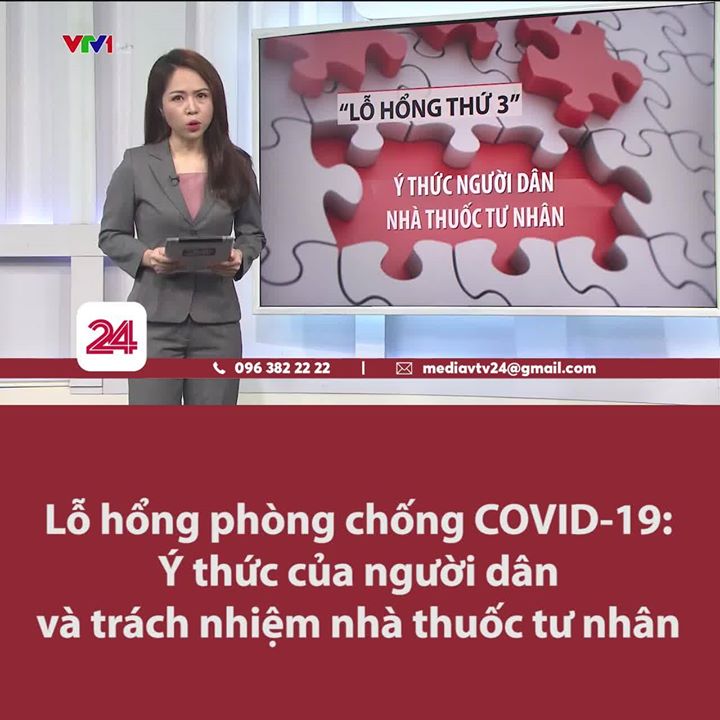 VTV1
“LỖ HỔNG THỨ 3”
Ý THỨC NGƯỜI DÂN
NHÀ THUỐC TƯ NHÂN
24
096 382 22 22 | mediavtv24@gmail.com
Lỗ hổng phòng chống COVID-19:
Ý thức của người dân
và trách nhiệm nhà thuốc tư nhân